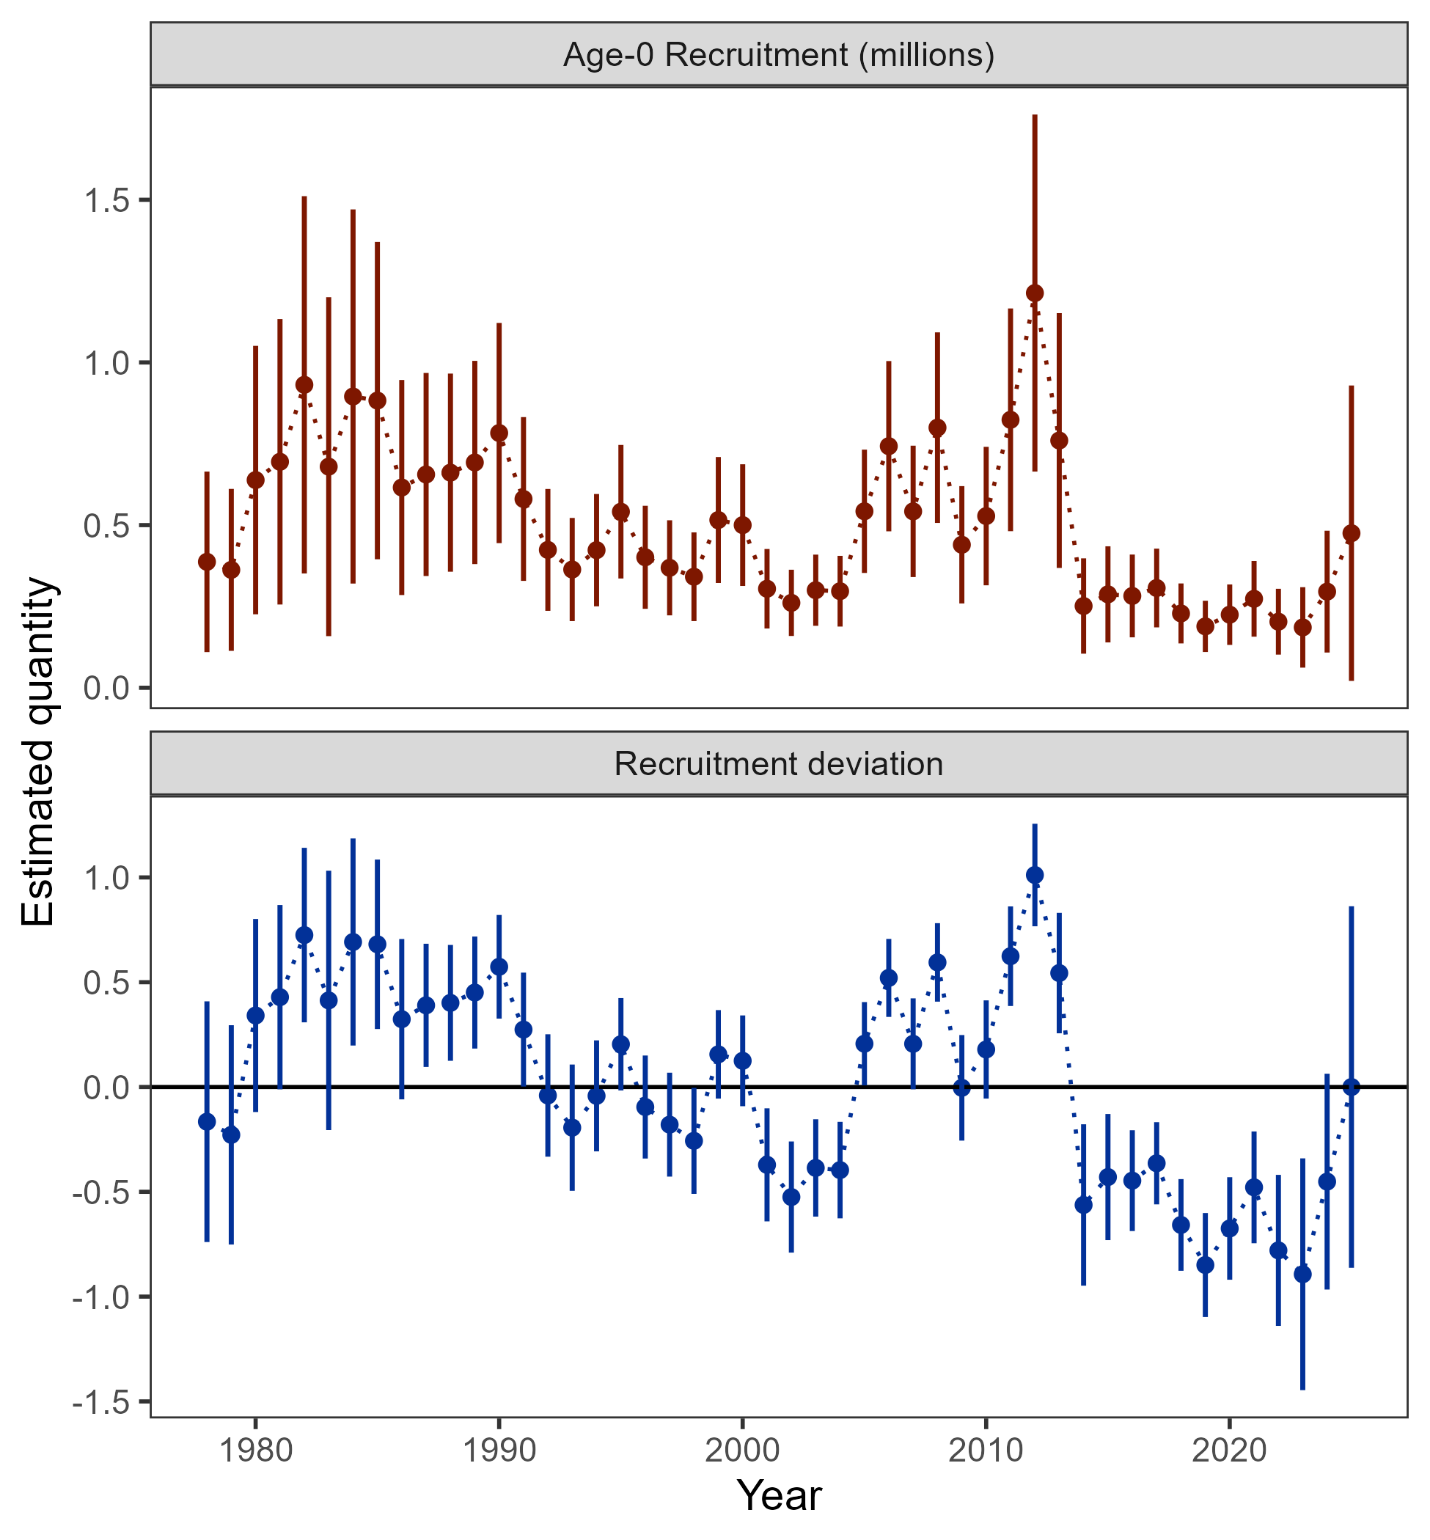 Age-0 Recruitment (millions)
1.5
1.0
0.5
0.0
Estimated quantity
Recruitment deviation
1.0
0.5
0.0
-0.5
-1.0
-1.5
1980 1990 2000 2010 2020
Year